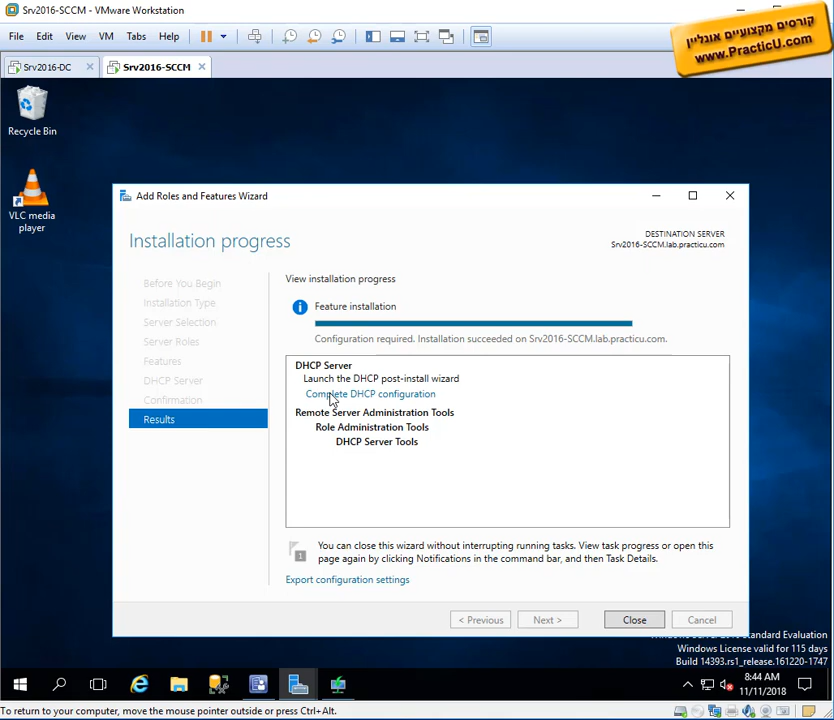 Srv2016-SCCM - VMware Workstation
File Edit View VM Tabs Help
קורסים מקצועיים אונליין
www.PracticU.com
Srv2016-DC
Srv2016-SCCM
Recycle Bin
VLC media
player
Add Roles and Features Wizard
Installation progress
DESTINATION SERVER
Srv2016-SCCM.lab.practicu.com
Before You Begin
Installation Type
Server Selection
Server Roles
Features
DHCP Server
Confirmation
Results
View installation progress
Feature installation
Configuration required. Installation succeeded on Srv2016-SCCM.lab.practicu.com.
DHCP Server
Launch the DHCP post-install wizard
Complete DHCP configuration
Remote Server Administration Tools
Role Administration Tools
DHCP Server Tools
1
You can close this wizard without interrupting running tasks. View task progress or open this
page again by clicking Notifications in the command bar, and then Task Details.
Export configuration settings
< Previous
Next >
Close
Cancel
Standard Evaluation
Windows License valid for 115 days
Build 14393.rs1_release.161220-1747
8:44 AM
11/11/2018
To return to your computer, move the mouse pointer outside or press Ctrl+Alt.